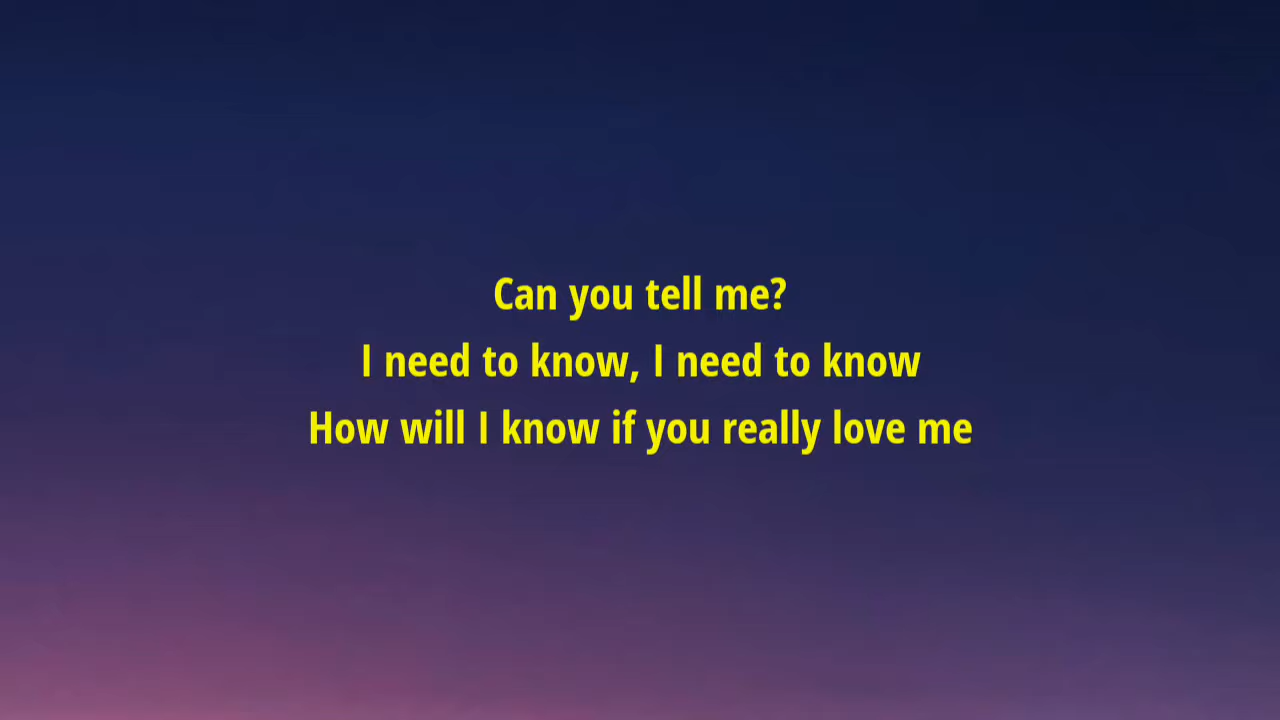 Can you tell me?
I need to know, I need to know
How will I know if you really love me